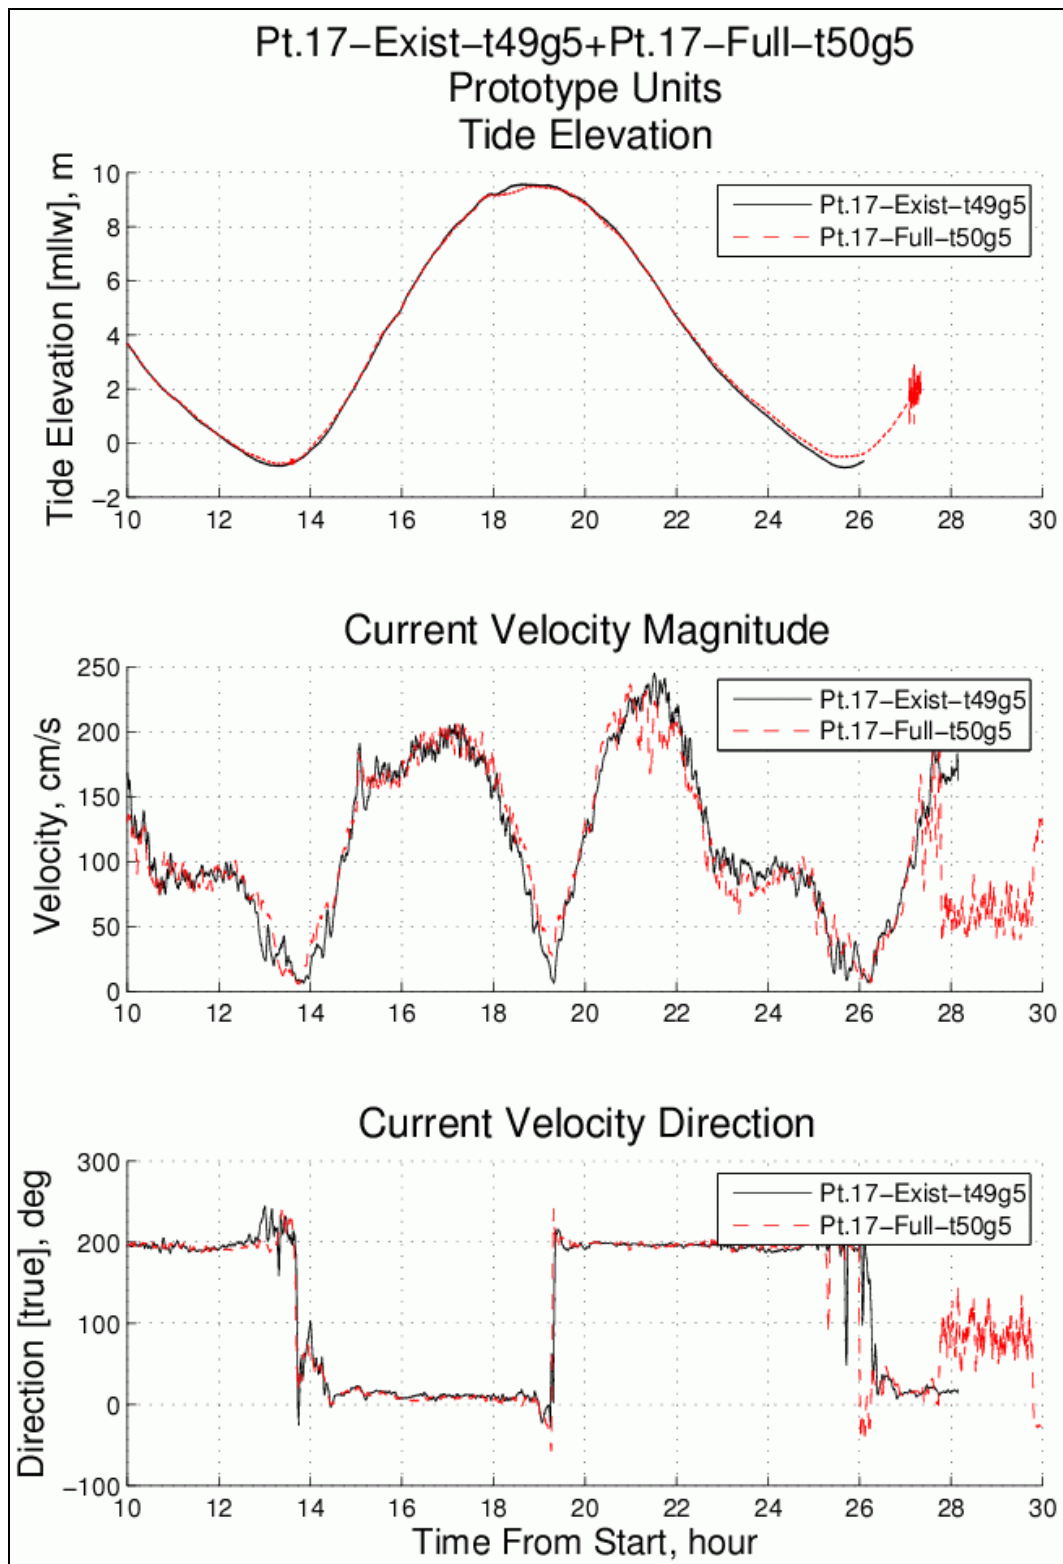 Pt.17−Exist−t49g5+Pt.17−Full−t50g5
Prototype Units
Tide Elevation
Tide Elevation [mllw], m
10
8
6
4
2
0
−2
Pt.17−Exist−t49g5
Pt.17−Full−t50g5
10 12 14 16 18 20 22 24 26 28 30
Current Velocity Magnitude
Velocity, cm/s
250
200
150
100
50
0
Pt.17−Exist−t49g5
Pt.17−Full−t50g5
10 12 14 16 18 20 22 24 26 28 30
Current Velocity Direction
Direction [true], deg
300
200
100
0
−100
Pt.17−Exist−t49g5
Pt.17−Full−t50g5
10 12 14 16 18 20 22 24 26 28 30
Time From Start, hour